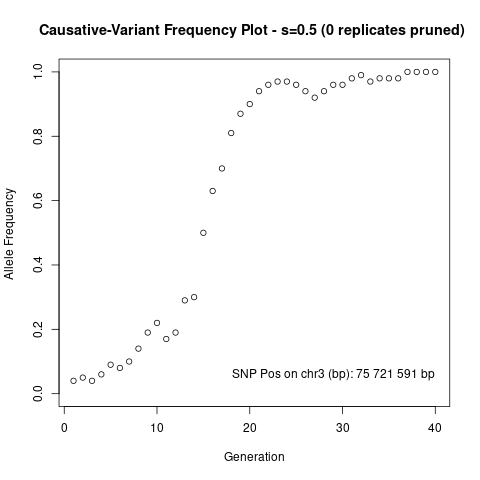 Causative-Variant Frequency Plot - s=0.5 (0 replicates pruned)
1.0
0.8
0.6
0.4
0.2
0.0
Allele Frequency
SNP Pos on chr3 (bp): 75 721 591 bp
0 10 20 30 40
Generation